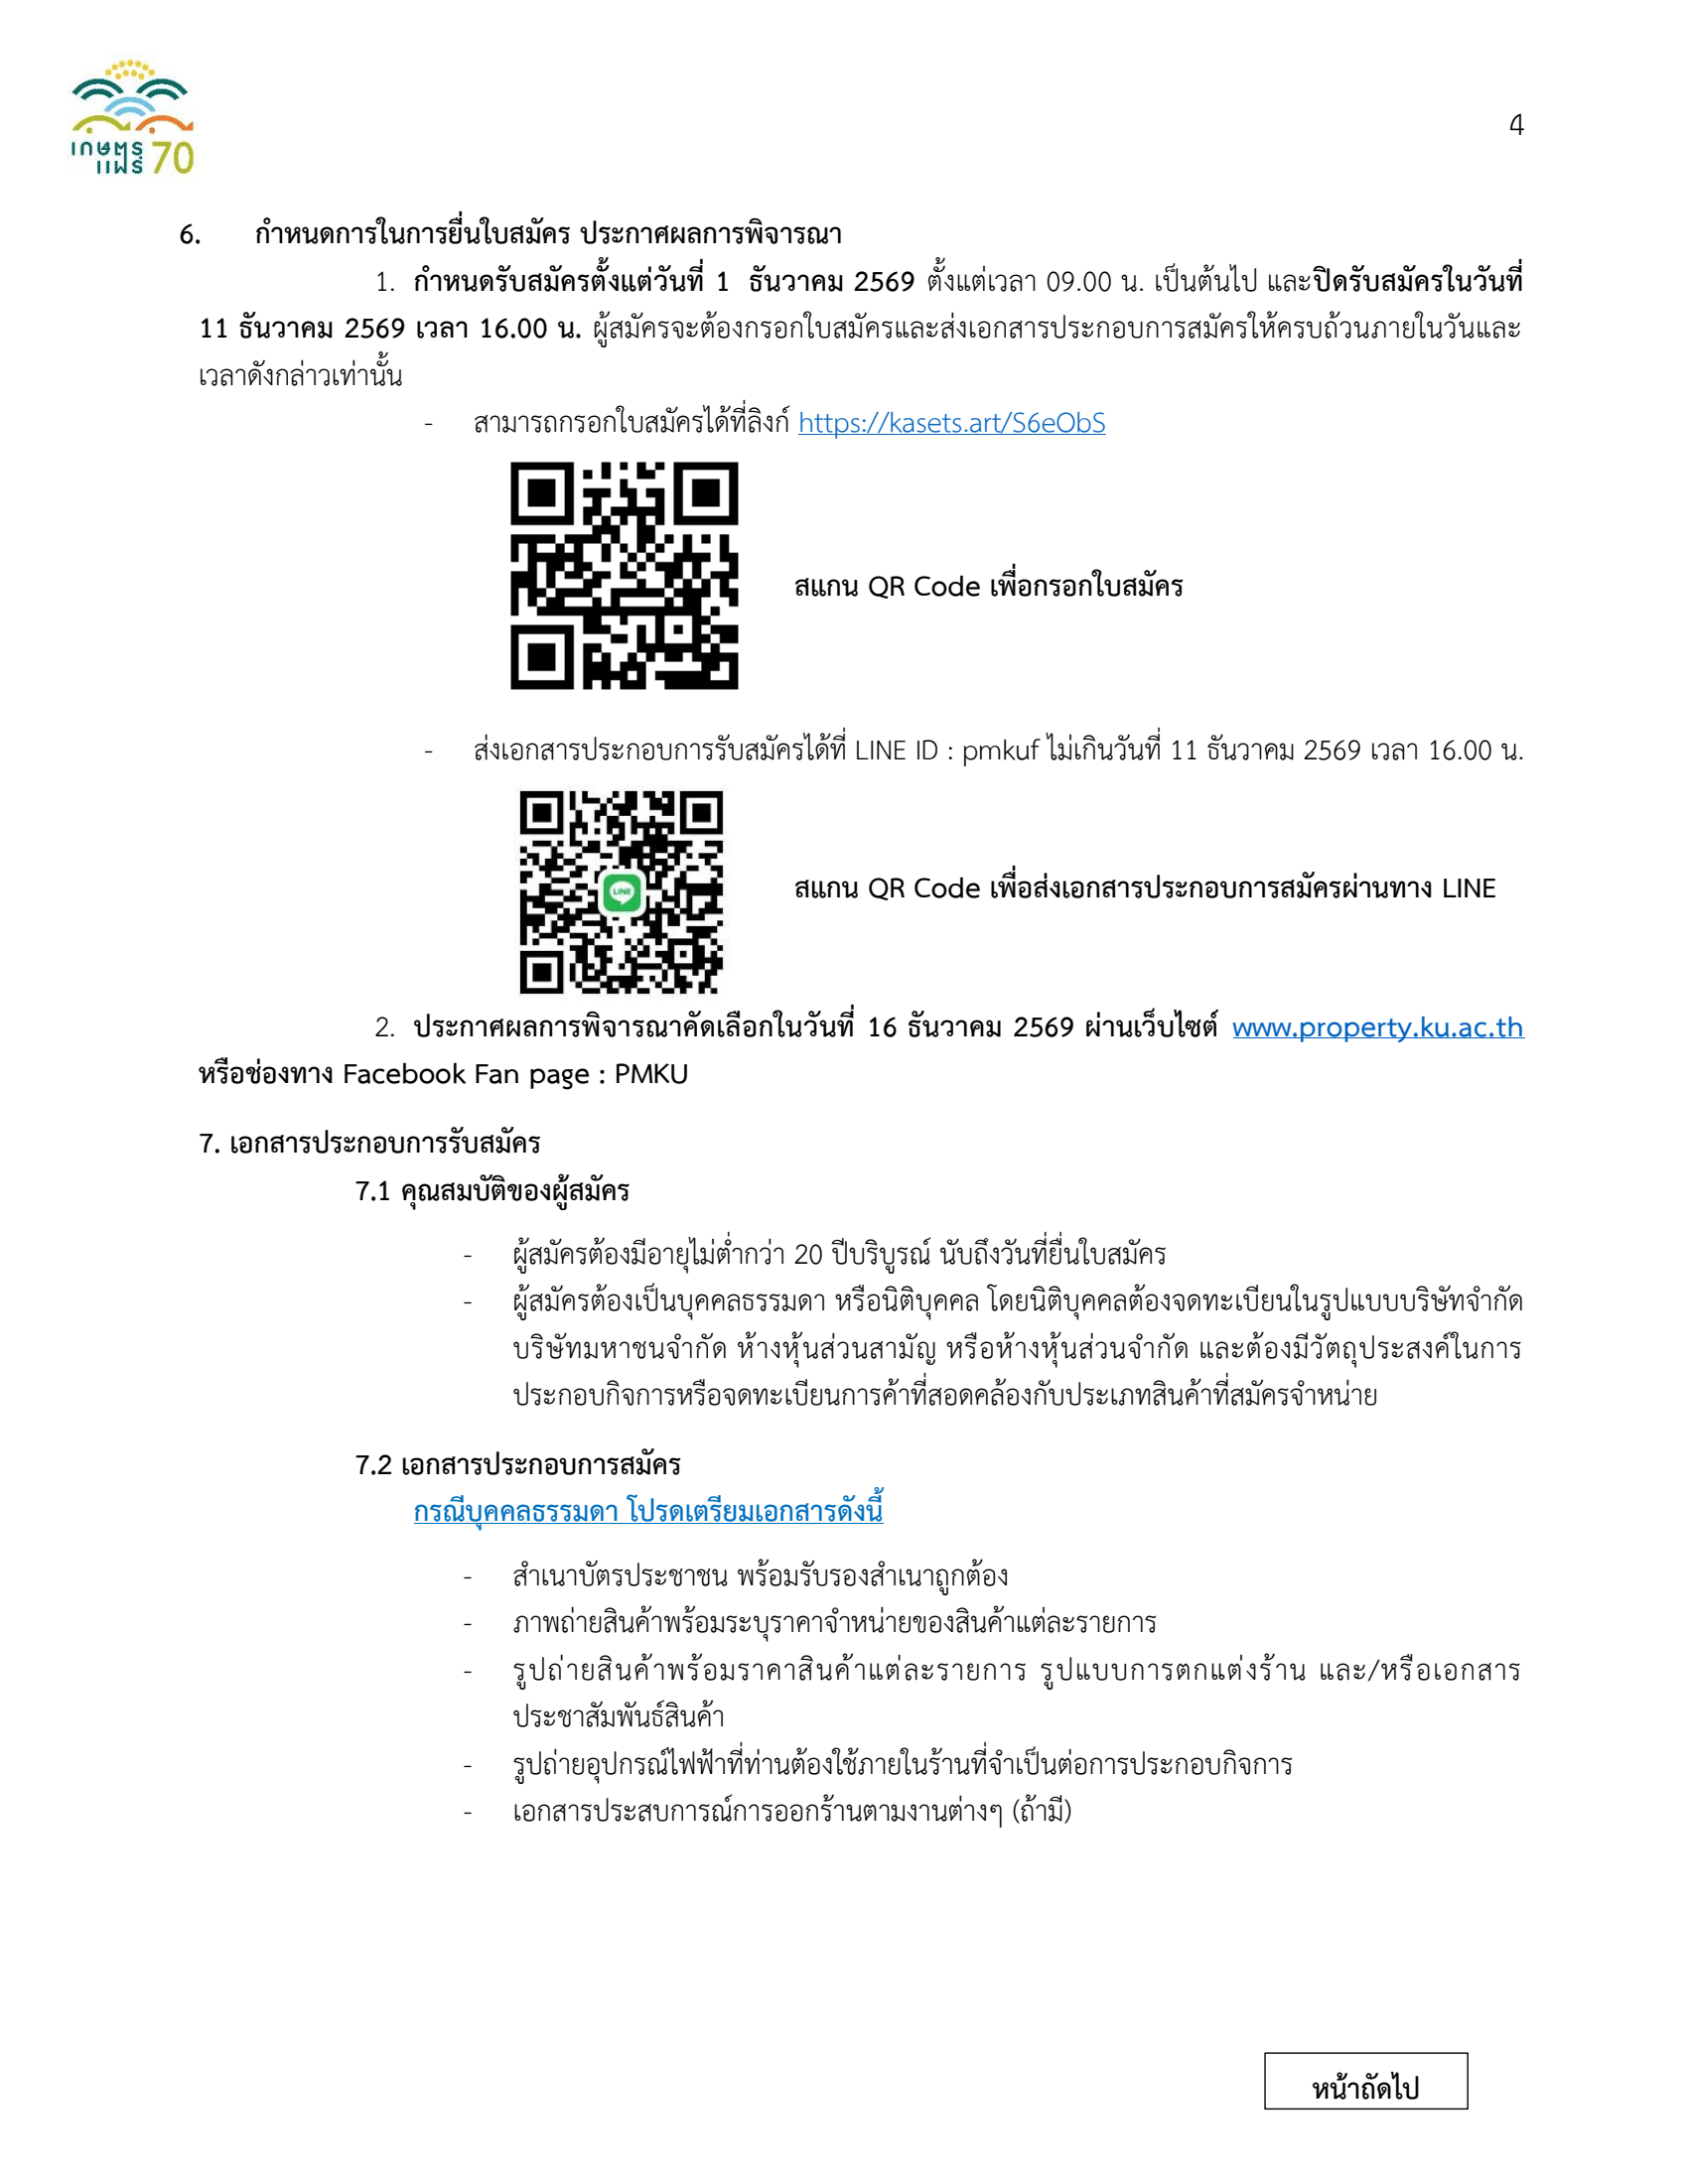 เกษตร
แฟร์ 70
4
6. กำหนดการในการยื่นใบสมัคร ประกาศผลการพิจารณา
1. กำหนดรับสมัครตั้งแต่วันที่ 1 ธันวาคม 2569 ตั้งแต่เวลา 09.00 น. เป็นต้นไป และปิดรับสมัครในวันที่
11 ธันวาคม 2569 เวลา 16.00 น. ผู้สมัครจะต้องกรอกใบสมัครและส่งเอกสารประกอบการสมัครให้ครบถ้วนภายในวันและ
เวลาดังกล่าวเท่านั้น
- สามารถกรอกใบสมัครได้ที่ลิงก์ https://kasets.art/S6eObS
สแกน QR Code เพื่อกรอกใบสมัคร
- ส่งเอกสารประกอบการรับสมัครได้ที่ LINE ID : pmkuf ไม่เกินวันที่ 11 ธันวาคม 2569 เวลา 16.00 น.
LINE
สแกน QR Code เพื่อส่งเอกสารประกอบการสมัครผ่านทาง LINE
2. ประกาศผลการพิจารณาคัดเลือกในวันที่ 16 ธันวาคม 2569 ผ่านเว็บไซต์ www.property.ku.ac.th
หรือช่องทาง Facebook Fan page : PMKU
7. เอกสารประกอบการรับสมัคร
7.1 คุณสมบัติของผู้สมัคร
- ผู้สมัครต้องมีอายุไม่ต่ำกว่า 20 ปีบริบูรณ์ นับถึงวันที่ยื่นใบสมัคร
- ผู้สมัครต้องเป็นบุคคลธรรมดา หรือนิติบุคคล โดยนิติบุคคลต้องจดทะเบียนในรูปแบบบริษัทจำกัด
บริษัทมหาชนจำกัด ห้างหุ้นส่วนสามัญ หรือห้างหุ้นส่วนจำกัด และต้องมีวัตถุประสงค์ในการ
ประกอบกิจการหรือจดทะเบียนการค้าที่สอดคล้องกับประเภทสินค้าที่สมัครจำหน่าย
7.2 เอกสารประกอบการสมัคร
กรณีบุคคลธรรมดา โปรดเตรียมเอกสารดังนี้
- สำเนาบัตรประชาชน พร้อมรับรองสำเนาถูกต้อง
- ภาพถ่ายสินค้าพร้อมระบุราคาจำหน่ายของสินค้าแต่ละรายการ
- รูปถ่ายสินค้าพร้อมราคาสินค้าแต่ละรายการ รูปแบบการตกแต่งร้าน และ/หรือเอกสาร
ประชาสัมพันธ์สินค้า
- รูปถ่ายอุปกรณ์ไฟฟ้าที่ท่านต้องใช้ภายในร้านที่จำเป็นต่อการประกอบกิจการ
- เอกสารประสบการณ์การออกร้านตามงานต่างๆ (ถ้ามี)
หน้าถัดไป